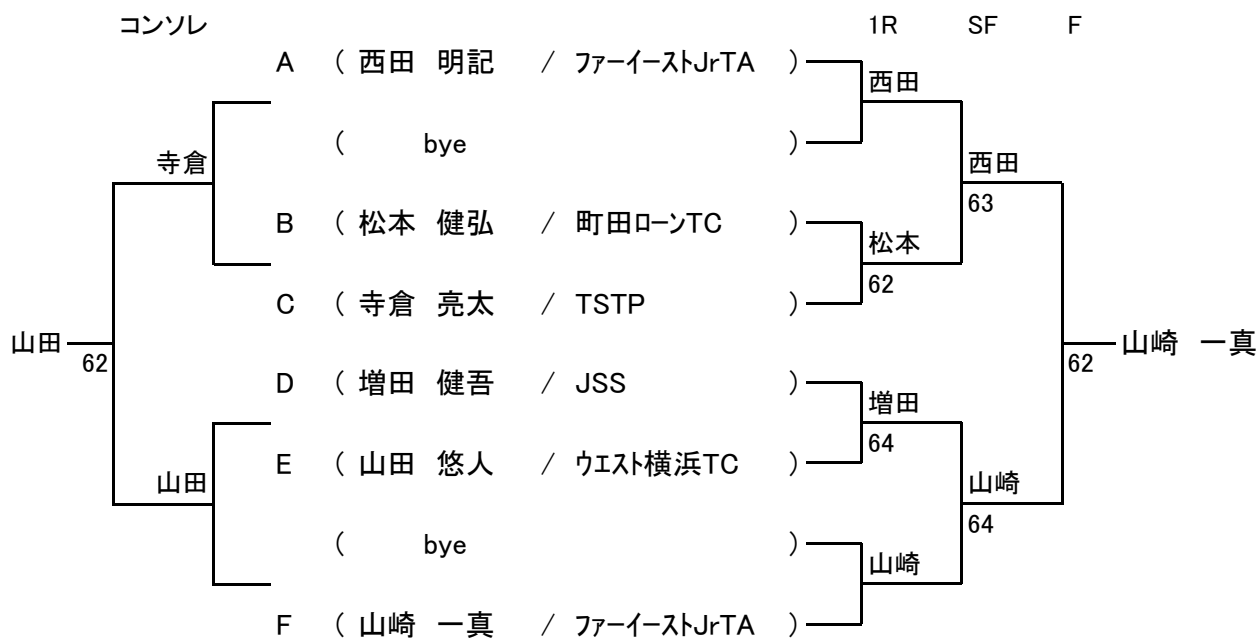 コンソレ 1R SF F
A ( 西田 明記 / ファーイーストJrTA )
西田
( bye )
寺倉 西田
63
B ( 松本 健弘 / 町田ローンTC )
松本
62
C ( 寺倉 亮太 / TSTP )
山田 山崎 一真
62 62
D ( 増田 健吾 / JSS )
増田
64
E ( 山田 悠人 / ウエスト横浜TC )
山田 山崎
64
( bye )
山崎
F ( 山崎 一真 / ファーイーストJrTA )